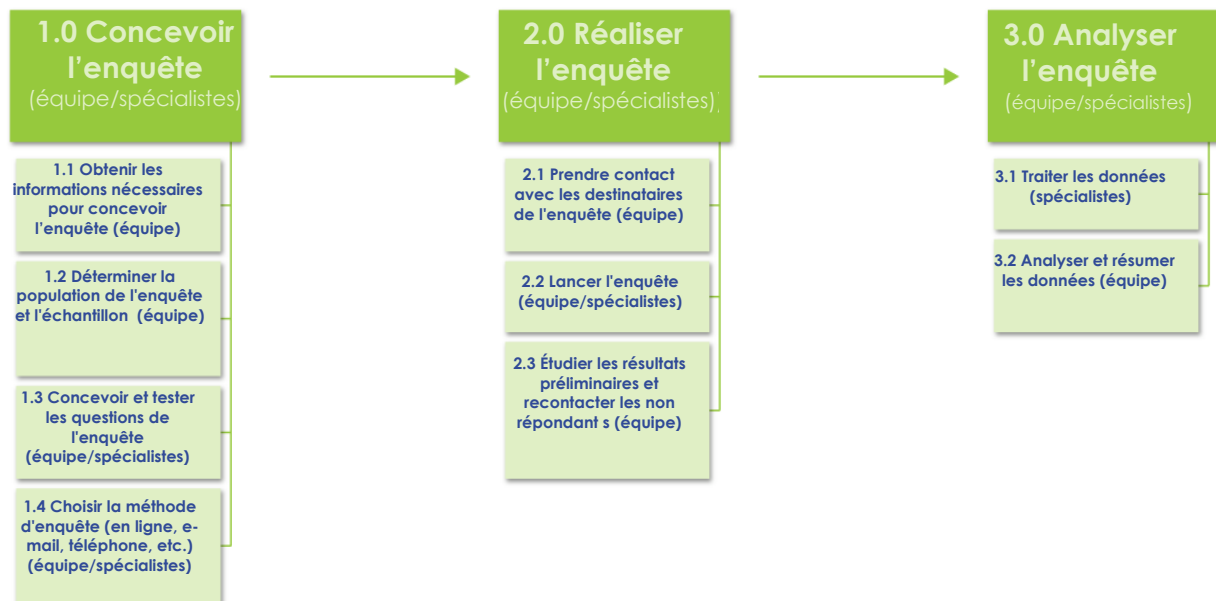 1.0 Concevoir
l'enquête
(équipe/spécialistes)
1.1 Obtenir les
informations nécessaires
pour concevoir
l'enquête (équipe)
1.2 Déterminer la
population de l'enquête
et l'échantillon (équipe)
1.3 Concevoir et tester
les questions de
l'enquête
(équipe/spécialistes)
1.4 Choisir la méthode
d'enquête (en ligne, e-
mail, téléphone, etc.)
(équipe/spécialistes)
2.0 Réaliser
l'enquête
(équipe/spécialistes)
2.1 Prendre contact
avec les destinataires
de l'enquête (équipe)
2.2 Lancer l'enquête
(équipe/spécialistes)
2.3 Étudier les résultats
préliminaires et
recontacter les non
répondant s (équipe)
3.0 Analyser
l'enquête
(équipe/spécialistes)
3.1 Traiter les données
(spécialistes)
3.2 Analyser et résumer
les données (équipe)